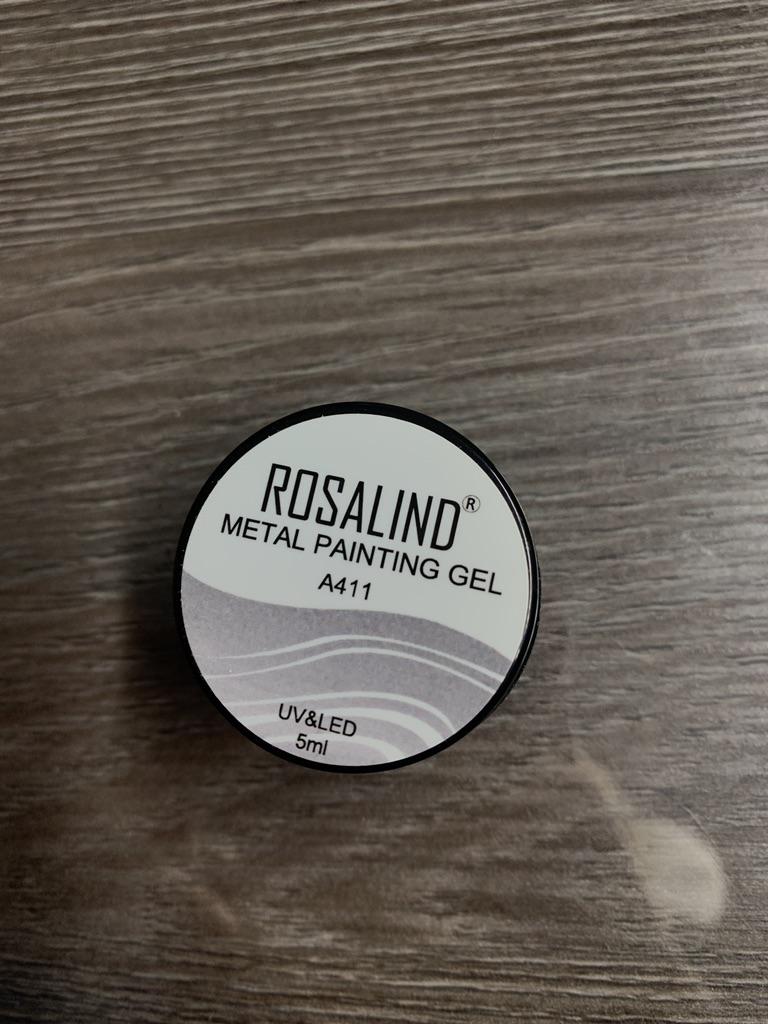 ROSALIND®
METAL PAINTING GEL
A411
UV&LED
5ml